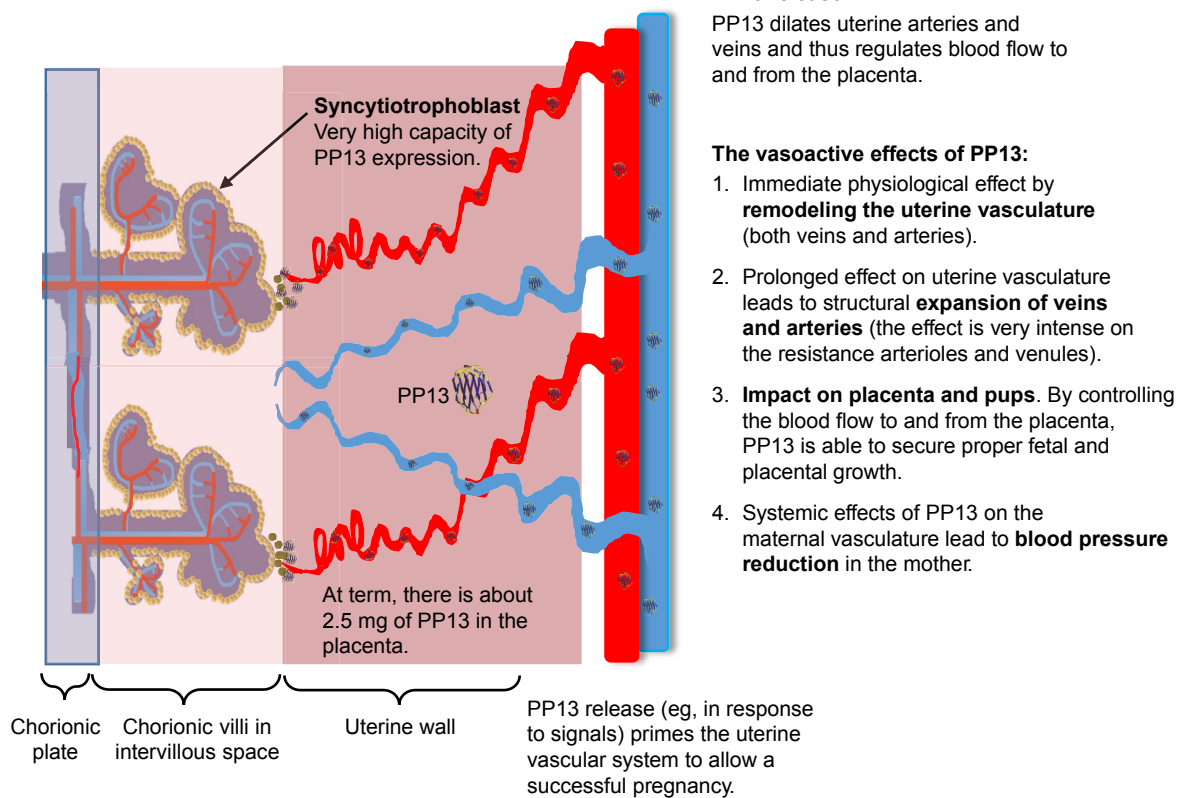 PP13 dilates uterine arteries and
veins and thus regulates blood flow to
and from the placenta.
Syncytiotrophoblast
Very high capacity of
PP13 expression.
The vasoactive effects of PP13:
1. Immediate physiological effect by
remodeling the uterine vasculature
(both veins and arteries).
2. Prolonged effect on uterine vasculature
leads to structural expansion of veins
and arteries (the effect is very intense on
the resistance arterioles and venules).
3. Impact on placenta and pups. By controlling
the blood flow to and from the placenta,
PP13 is able to secure proper fetal and
placental growth.
4. Systemic effects of PP13 on the
maternal vasculature lead to blood pressure
reduction in the mother.
PP13
At term, there is about
2.5 mg of PP13 in the
placenta.
Chorionic
plate
Chorionic villi in
intervillous space
Uterine wall
PP13 release (eg, in response
to signals) primes the uterine
vascular system to allow a
successful pregnancy.